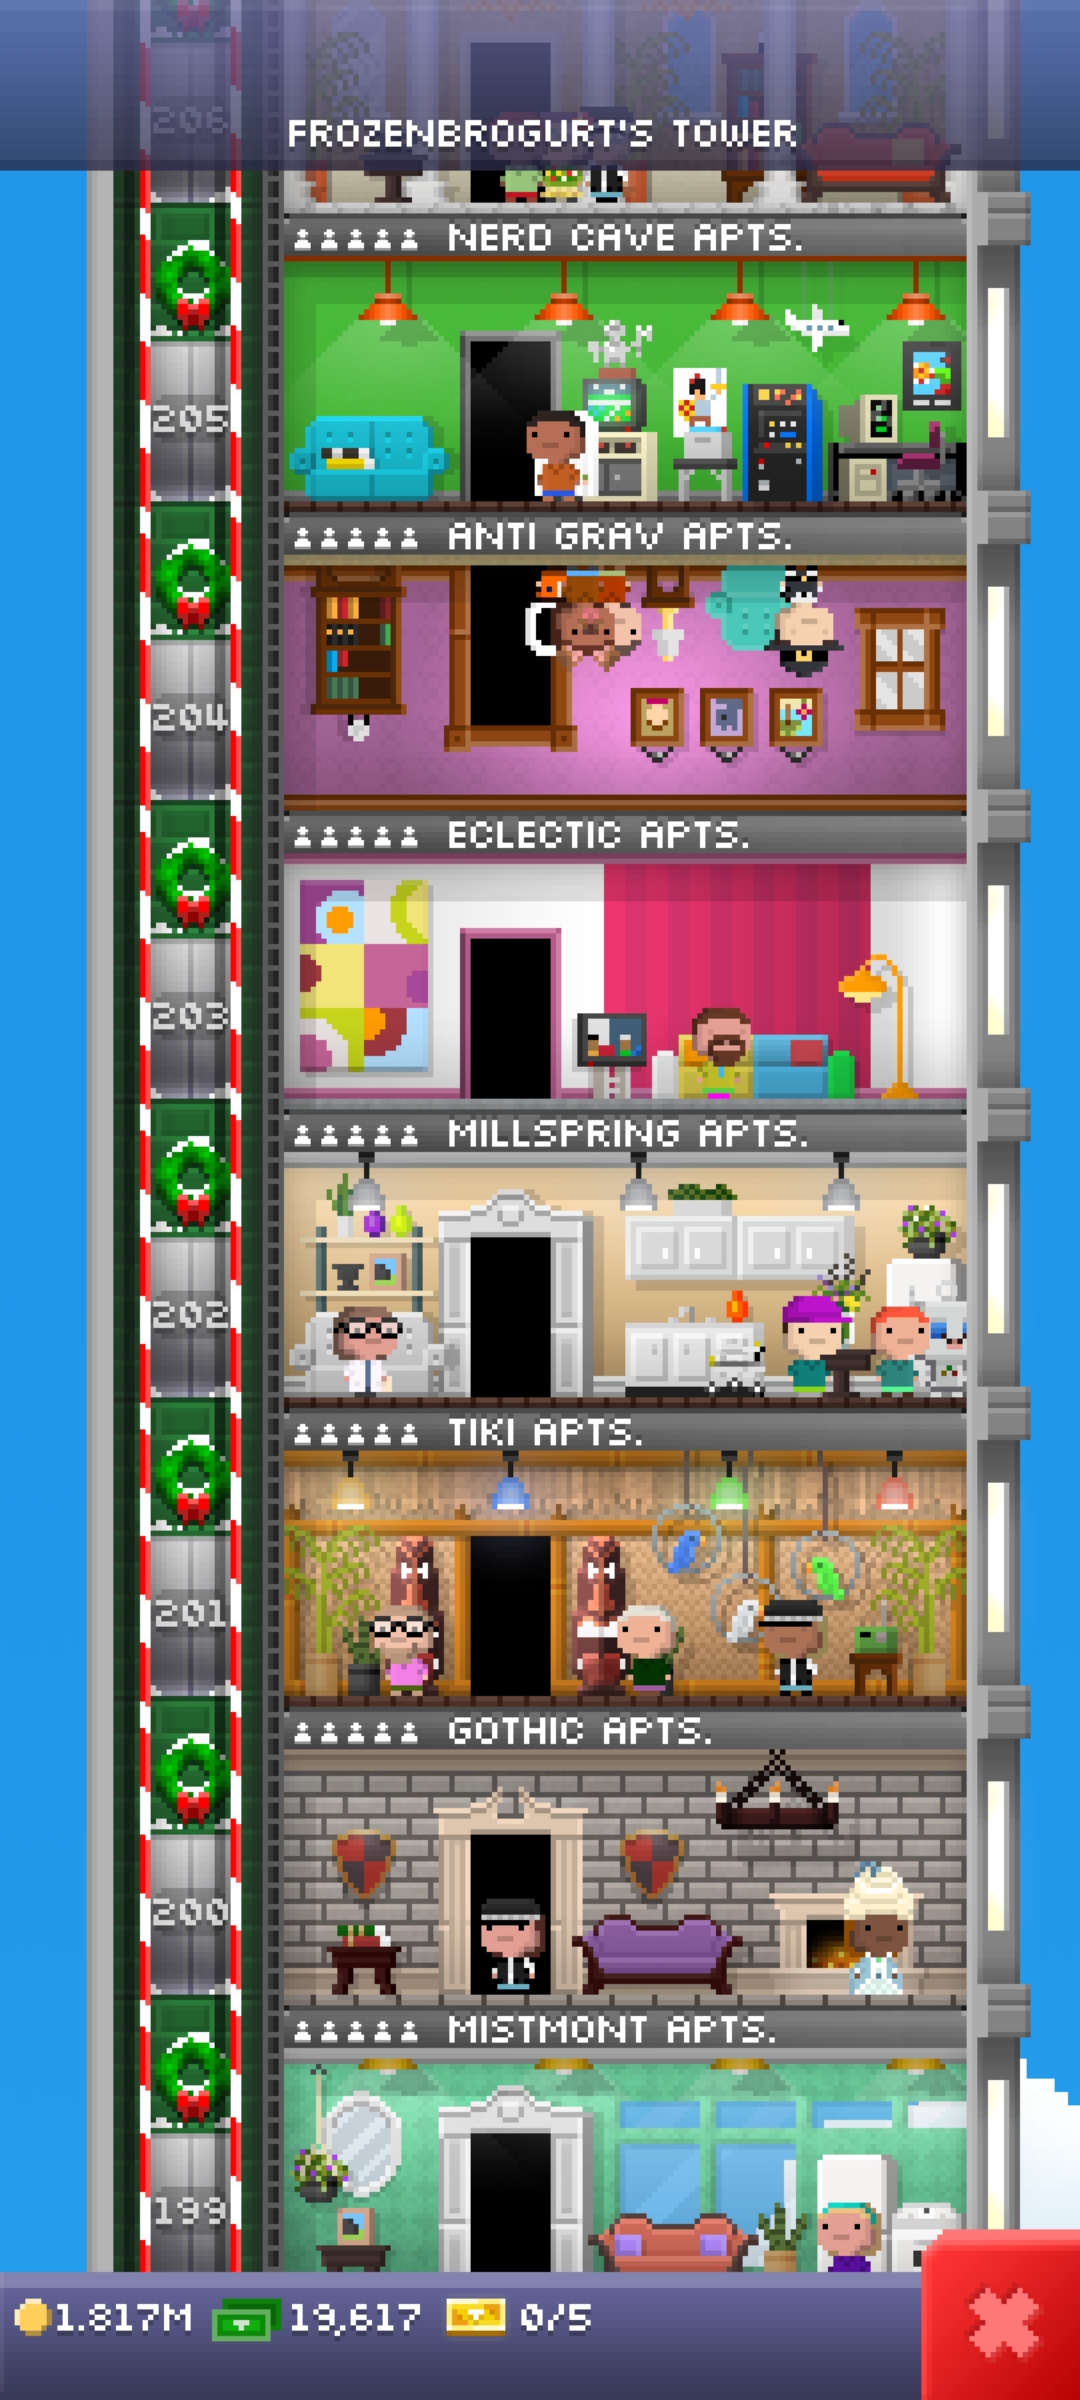 206
FROZENBROGURT'S TOWER
NERD CAVE APTS.
205
ANTI GRAV APTS.
204
ECLECTIC APTS.
203
MILLSPRING APTS.
202
TIKI APTS.
201
GOTHIC APTS.
200
MISTMONT APTS.
199
1.817M 19,617 0/5